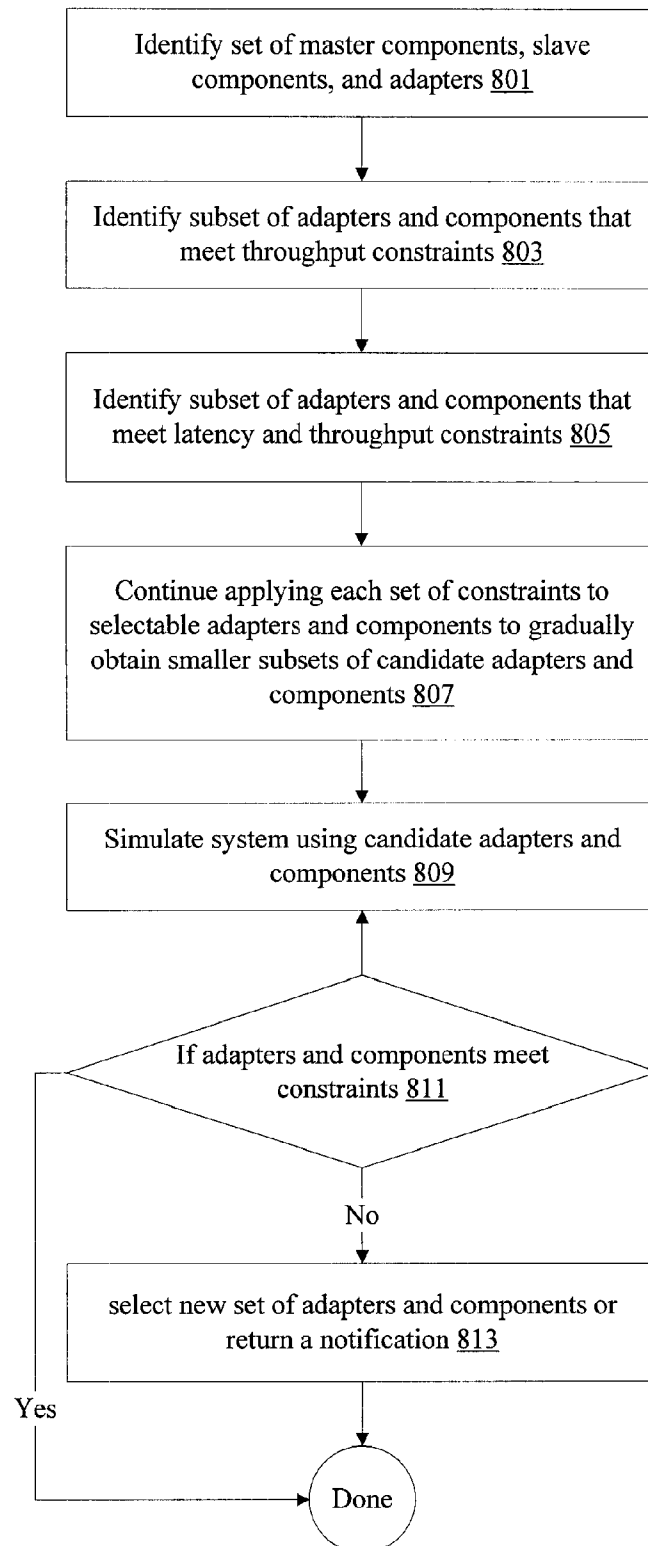 Identify set of master components, slave
components, and adapters 801
Identify subset of adapters and components that
meet throughput constraints 803
Identify subset of adapters and components that
meet latency and throughput constraints 805
Continue applying each set of constraints to
selectable adapters and components to gradually
obtain smaller subsets of candidate adapters and
components 807
Simulate system using candidate adapters and
components 809
If adapters and components meet
constraints 811
No
select new set of adapters and components or
return a notification 813
Yes
Done